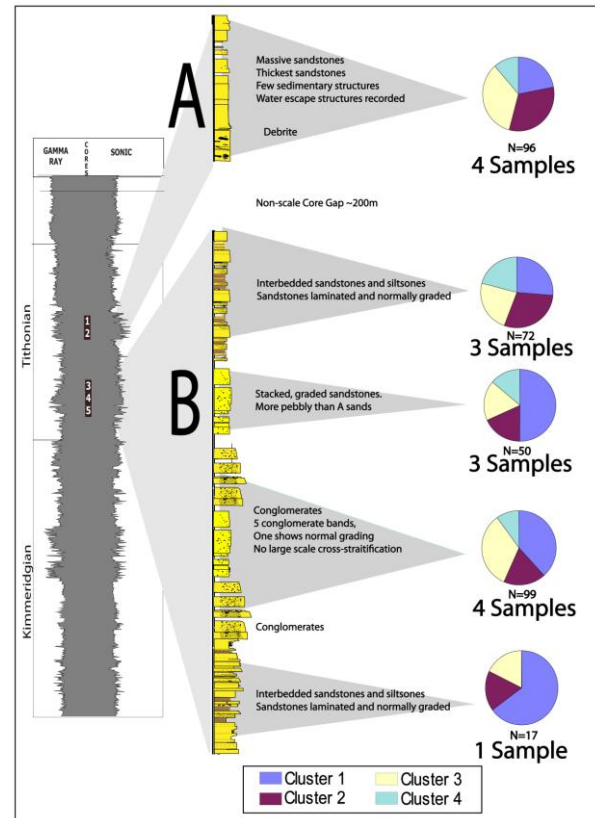 A
Massive sandstones
Thickest sandstones
Few sedimentary structures
Water escape structures recorded
Debrite
N=96
4 Samples
GAMMA RAY
CORES
SONIC
Non-scale Core Gap ~200m
Tithonian
1
2
3
4
5
Kimmeridgian
B
Interbedded sandstones and siltsones
Sandstones laminated and normally graded
N=72
3 Samples
Stacked, graded sandstones.
More pebbly than A sands
N=50
3 Samples
Conglomerates
5 conglomerate bands,
One shows normal grading
No large scale cross-straitification
N=99
4 Samples
Conglomerates
Interbedded sandstones and siltsones
Sandstones laminated and normally graded
N=17
1 Sample
Cluster 1
Cluster 3
Cluster 2
Cluster 4